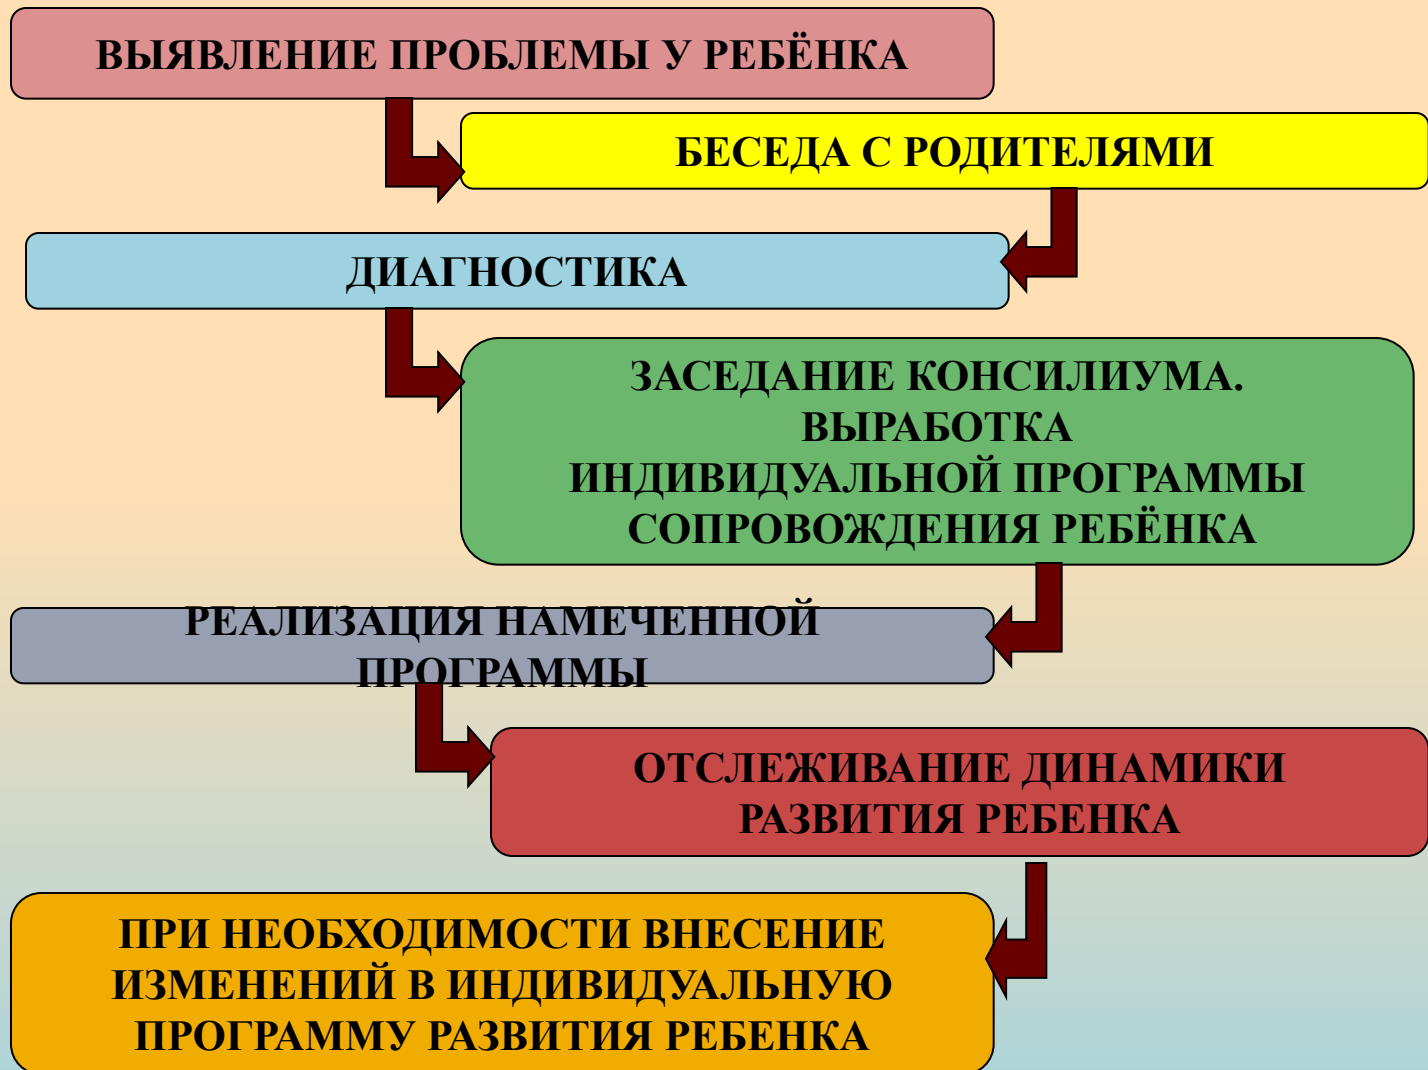 ВЫЯВЛЕНИЕ ПРОБЛЕМЫ У РЕБЁНКА
БЕСЕДА С РОДИТЕЛЯМИ
ДИАГНОСТИКА
ЗАСЕДАНИЕ КОНСИЛИУМА.
ВЫРАБОТКА
ИНДИВИДУАЛЬНОЙ ПРОГРАММЫ
СОПРОВОЖДЕНИЯ РЕБЁНКА
РЕАЛИЗАЦИЯ НАМЕЧЕННОЙ
ПРОГРАММЫ
ОТСЛЕЖИВАНИЕ ДИНАМИКИ
РАЗВИТИЯ РЕБЕНКА
ПРИ НЕОБХОДИМОСТИ ВНЕСЕНИЕ
ИЗМЕНЕНИЙ В ИНДИВИДУАЛЬНУЮ
ПРОГРАММУ РАЗВИТИЯ РЕБЕНКА